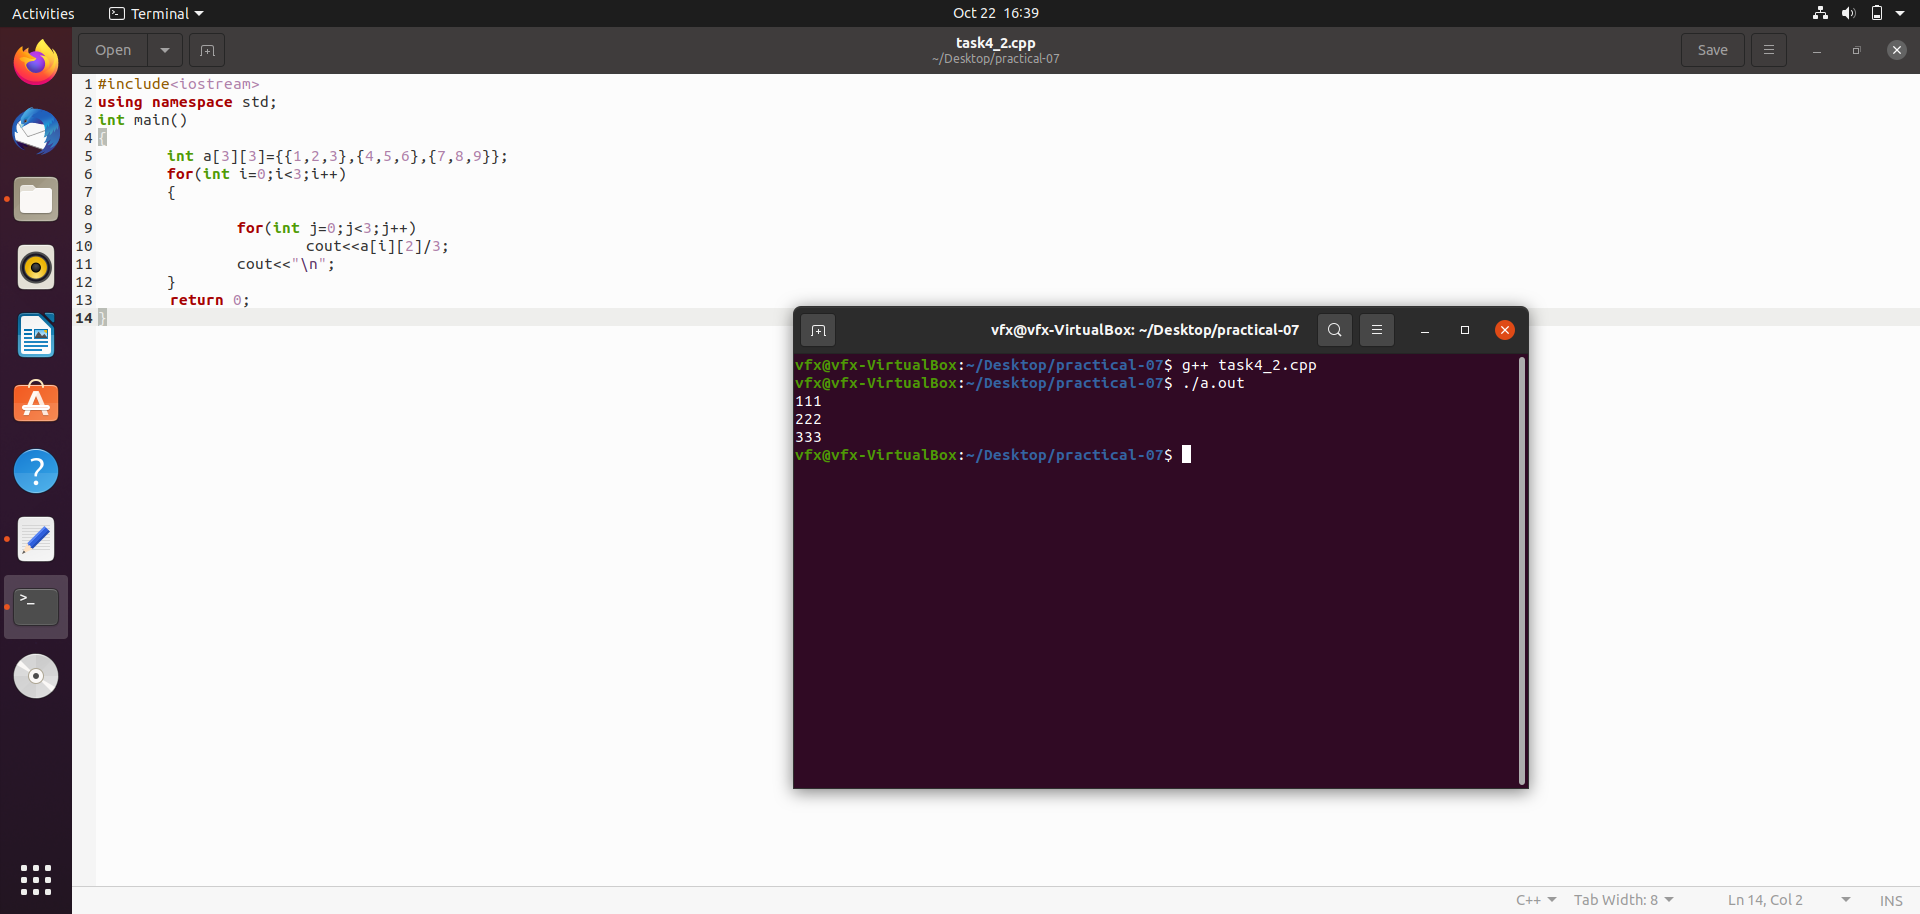 Activities
Terminal
Oct 22 16:39
Open
task4_2.cpp
~/Desktop/practical-07
Save
1 #include<iostream>
2 using namespace std;
3 int main()
4 {
5 int a[3][3]={{1,2,3},{4,5,6},{7,8,9}};
6 for(int i=0;i<3;i++)
7 {
8
9 for(int j=0;j<3;j++)
10 cout<<a[i][2]/3;
11 cout<<"\n";
12 }
13 return 0;
14 }
vfx@vfx-VirtualBox: ~/Desktop/practical-07
vfx@vfx-VirtualBox:~/Desktop/practical-07$ g++ task4_2.cpp
vfx@vfx-VirtualBox:~/Desktop/practical-07$ ./a.out
111
222
333
vfx@vfx-VirtualBox:~/Desktop/practical-07$
C++
Tab Width: 8
Ln 14, Col 2
INS